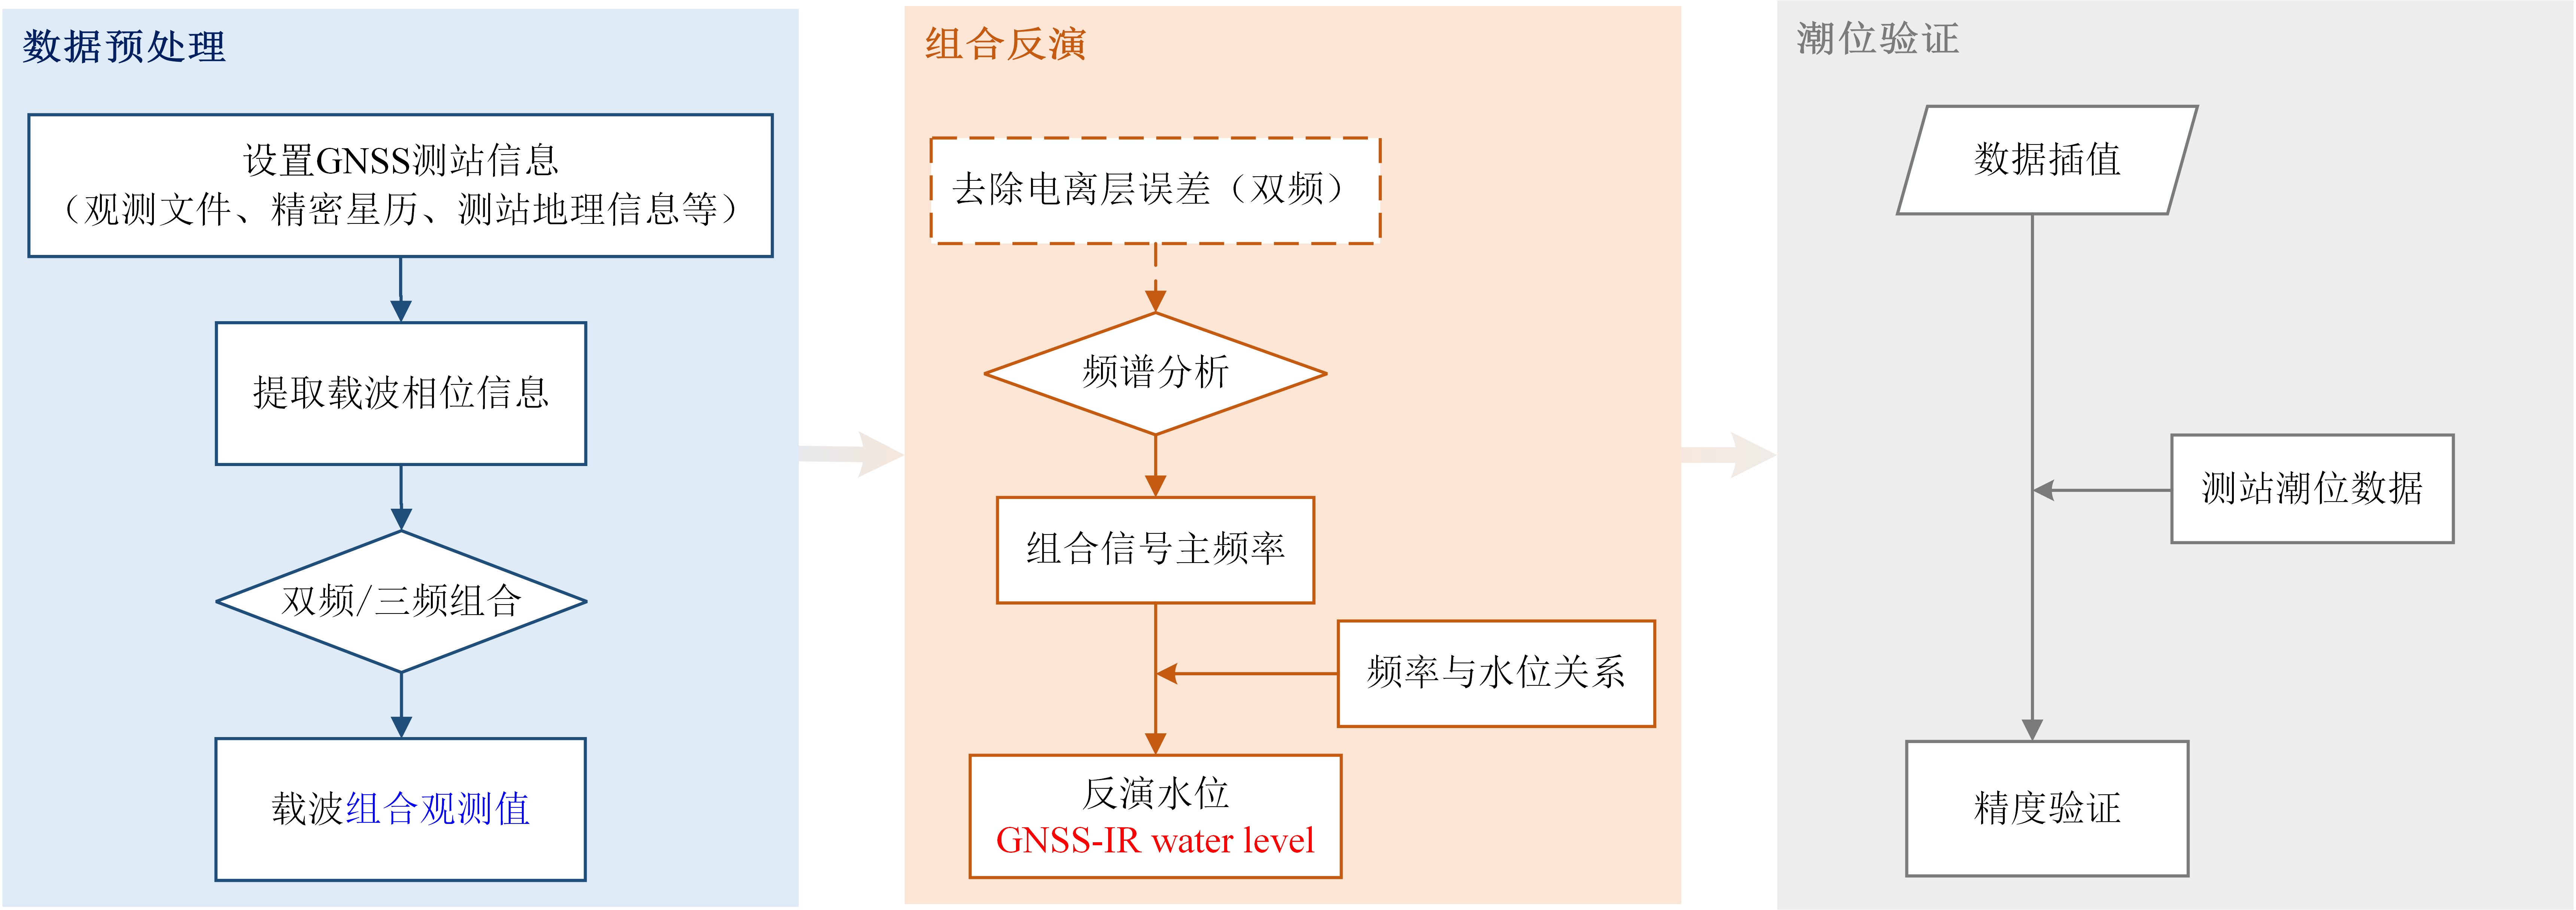 数据预处理
设置GNSS测站信息
（观测文件、精密星历、测站地理信息等）
提取载波相位信息
双频/三频组合
载波组合观测值
组合反演
去除电离层误差（双频）
频谱分析
组合信号主频率
频率与水位关系
反演水位
GNSS-IR water level
潮位验证
数据插值
测站潮位数据
精度验证